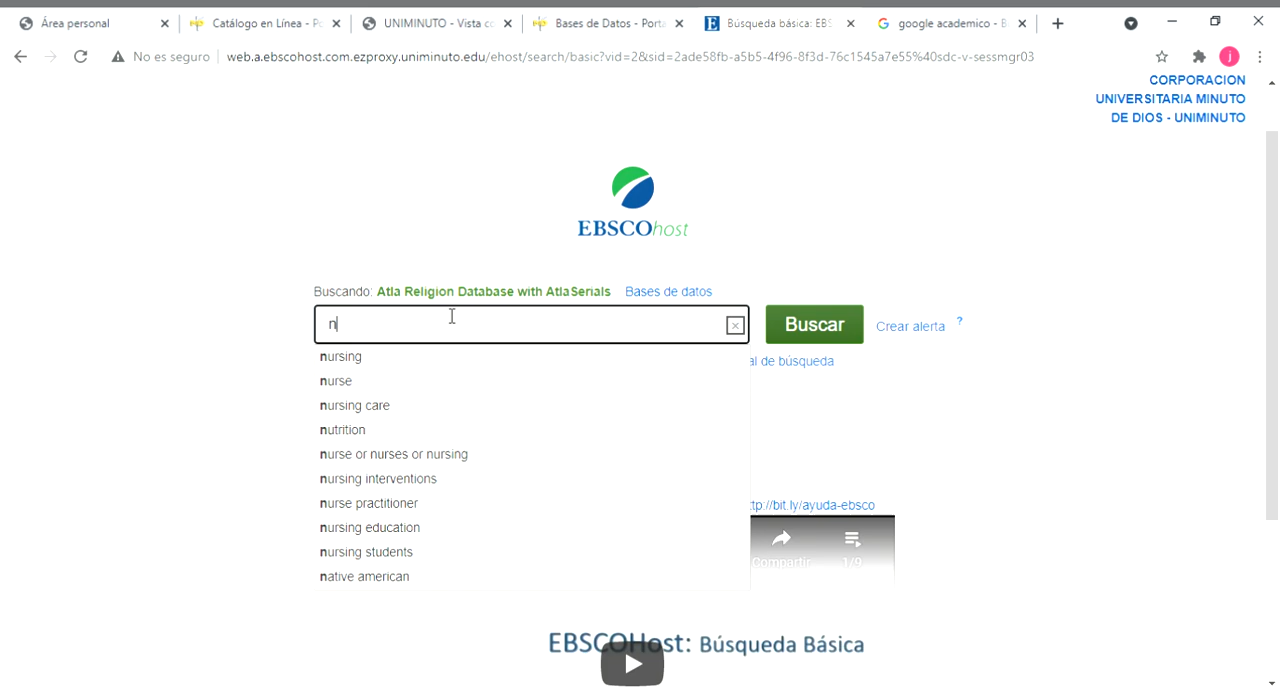 Área personal
Catálogo en Línea - Po
UNIMINUTO - Vista co
Bases de Datos - Porta
Búsqueda básica: EBS
google academico - B
No es seguro
web.a.ebscohost.com.ezproxy.uniminuto.edu/ehost/search/basic?vid=2&sid=2ade58fb-a5b5-4f96-8f3d-76c1545a7e55%40sdc-v-sessmgr03
j
CORPORACION
UNIVERSITARIA MINUTO
DE DIOS - UNIMINUTO
EBSCOhost
Buscando: Atla Religion Database with AtlaSerials Bases de datos
n
Buscar
Crear alerta ?
nursing
al de búsqueda
nurse
nursing care
nutrition
nurse or nurses or nursing
nursing interventions
nurse practitioner
ttp://bit.ly/ayuda-ebsco
nursing education
nursing students
Compartir 1/9
native american
EBSCOHost: Búsqueda Básica